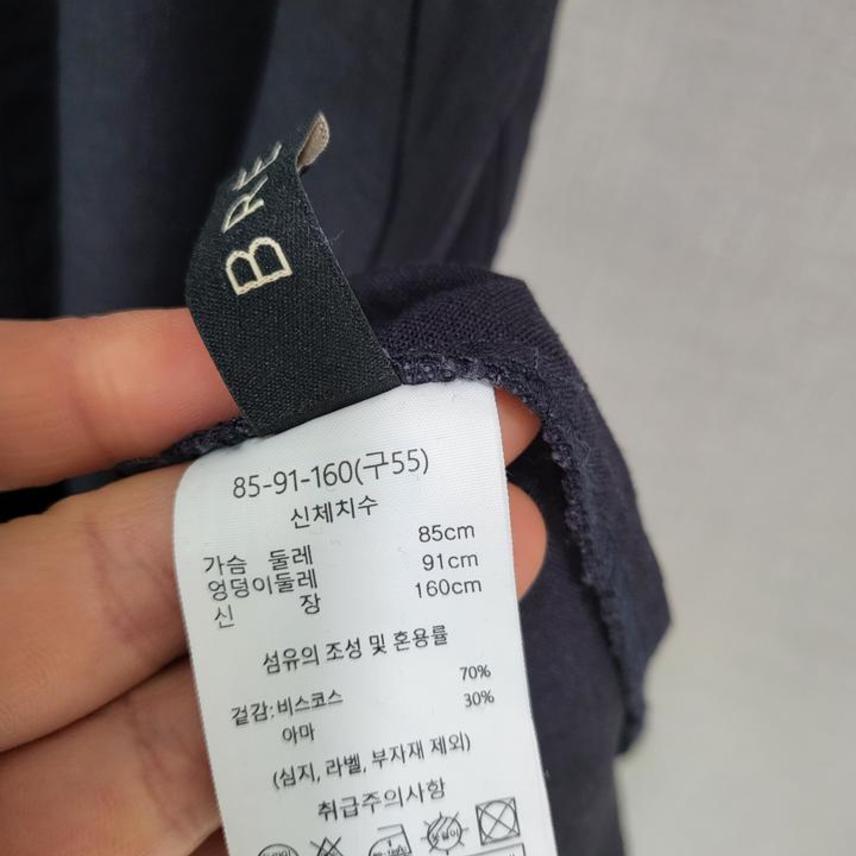 BRE
85-91-160(구55)
신체치수
가슴 둘레 85cm
엉덩이둘레 91cm
신 장 160cm
섬유의 조성 및 혼용률
겉감:비스코스 70%
아마 30%
(심지, 라벨, 부자재 제외)
취급주의사항